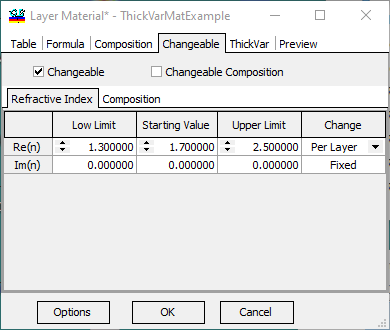 Layer Material* - ThickVarMatExample
Table Formula Composition Changeable ThickVar Preview
Changeable Changeable Composition
Refractive Index Composition
Low Limit Starting Value Upper Limit Change
Re(n) 1.300000 1.700000 2.500000 Per Layer
Im(n) 0.000000 0.000000 0.000000 Fixed
Options OK Cancel